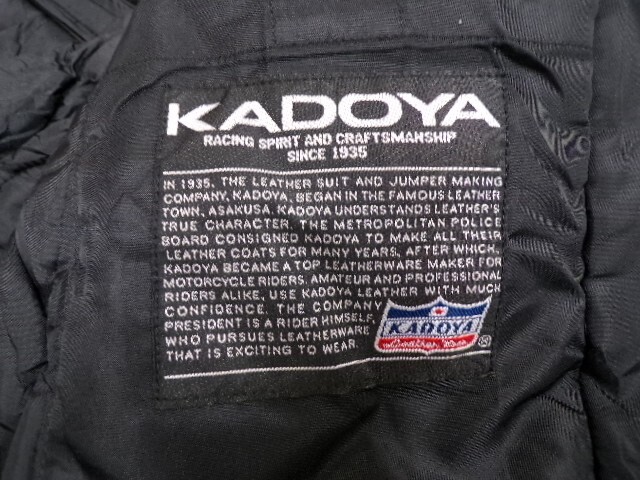 KADOYA
RACING SPIRIT AND CRAFTSMANSHIP
SINCE 1935
IN 1935, THE LEATHER SUIT AND JUMPER MAKING
COMPANY, KADOYA, BEGAN IN THE FAMOUS LEATHER
TOWN, ASAKUSA. KADOYA UNDERSTANDS LEATHER'S
TRUE CHARACTER. THE METROPOLITAN POLICE
BOARD CONSIGNED KADOYA TO MAKE ALL THEIR
LEATHER COATS FOR MANY YEARS, AFTER WHICH,
KADOYA BECAME A TOP LEATHERWARE MAKER FOR
MOTORCYCLE RIDERS. AMATEUR AND PROFESSIONAL
RIDERS ALIKE, USE KADOYA LEATHER WITH MUCH
CONFIDENCE. THE COMPANY
PRESIDENT IS A RIDER HIMSELF,
WHO PURSUES LEATHERWARE
THAT IS EXCITING TO WEAR.
KADOYA
Leather Wear
®